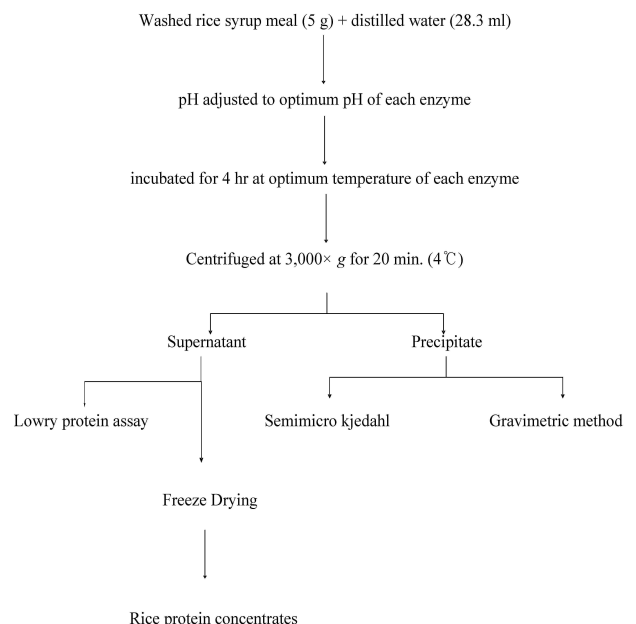 Washed rice syrup meal (5 g) + distilled water (28.3 ml)
pH adjusted to optimum pH of each enzyme
incubated for 4 hr at optimum temperature of each enzyme
Centrifuged at 3,000× g for 20 min. (4℃)
Supernatant
Precipitate
Lowry protein assay
Semimicro kjedahl
Gravimetric method
Freeze Drying
Rice protein concentrates